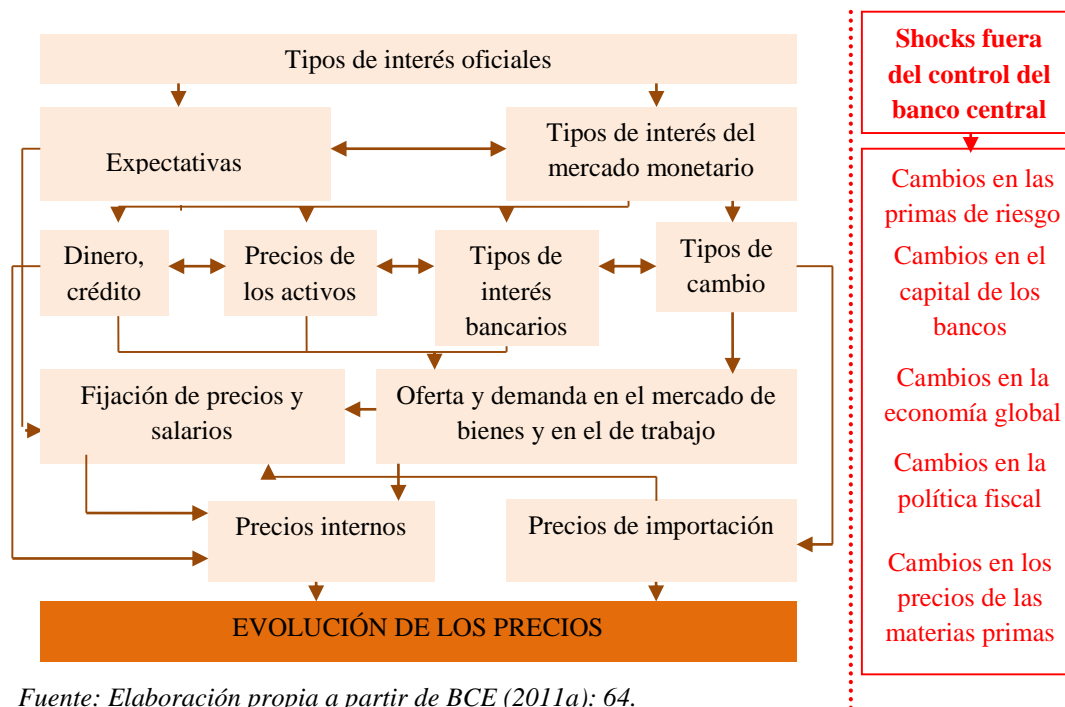 Tipos de interés oficiales
Expectativas
Tipos de interés del
mercado monetario
Dinero,
crédito
Precios de
los activos
Tipos de
interés
bancarios
Tipos de
cambio
Fijación de precios y
salarios
Oferta y demanda en el mercado de
bienes y en el de trabajo
Precios internos
Precios de importación
EVOLUCIÓN DE LOS PRECIOS
Fuente: Elaboración propia a partir de BCE (2011a): 64.
Shocks fuera
del control del
banco central
Cambios en las
primas de riesgo
Cambios en el
capital de los
bancos
Cambios en la
economía global
Cambios en la
política fiscal
Cambios en los
precios de las
materias primas